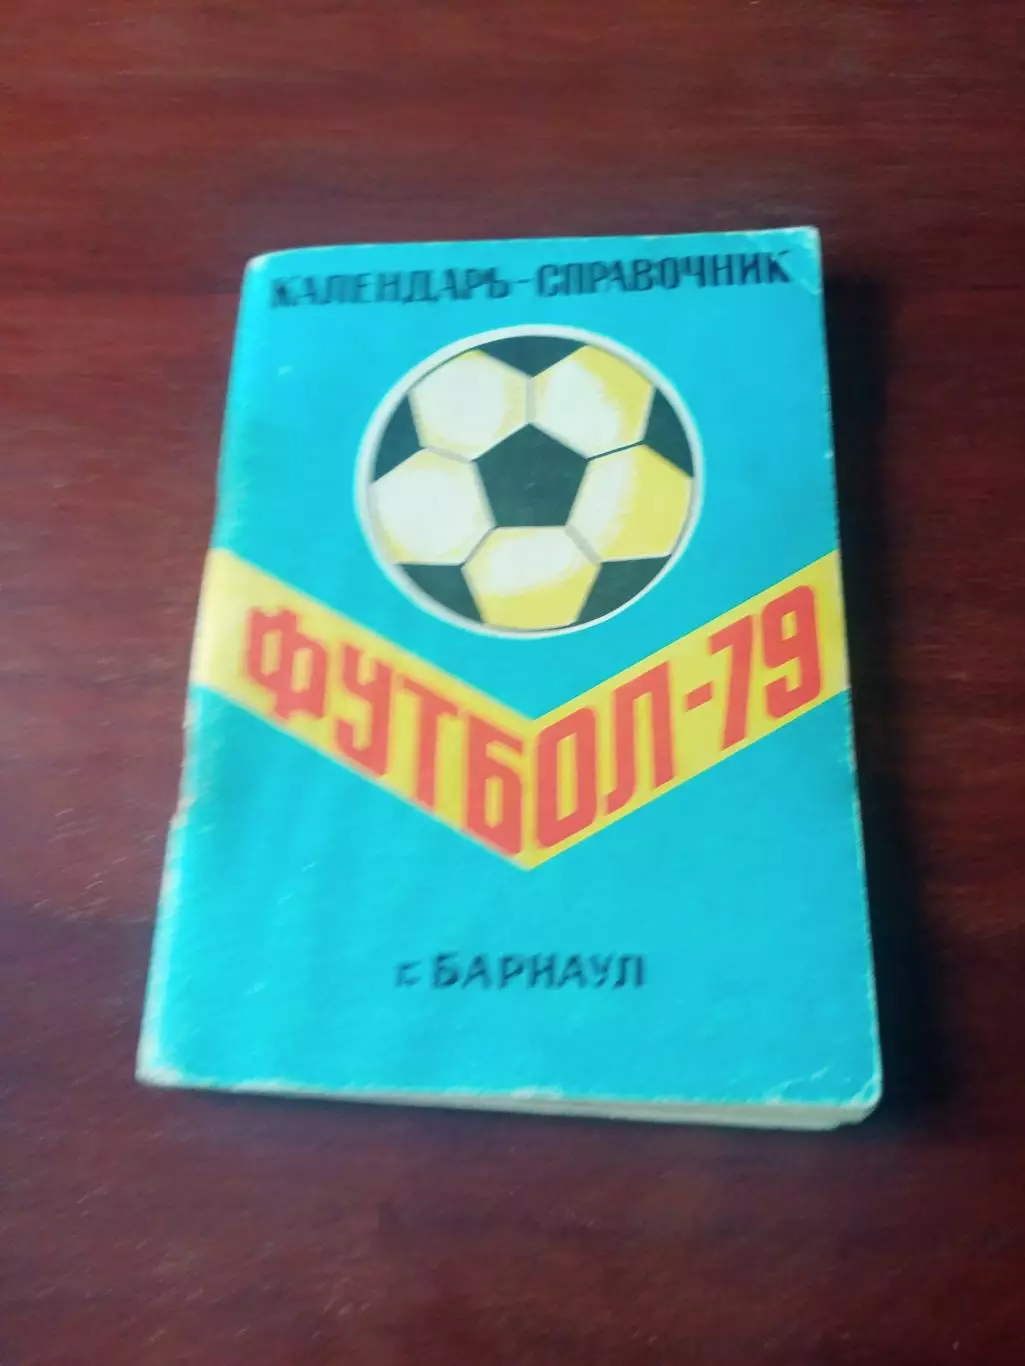 КАЛЕНДАРЬ-СПРАВОЧНИК
ФУТБОЛ-79
г. БАРНАУЛ